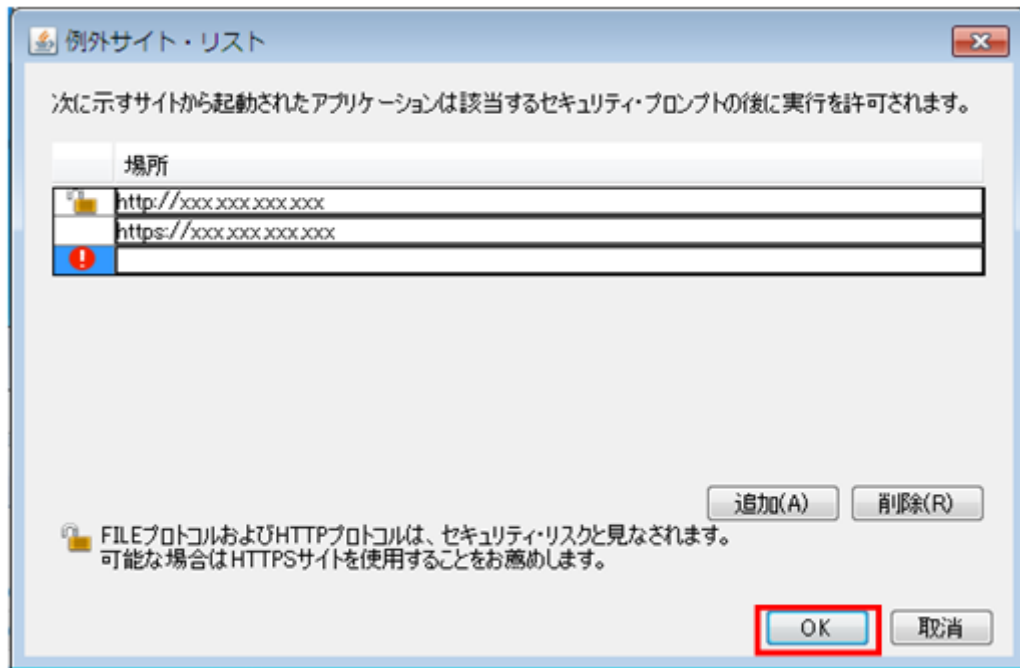 例外サイト・リスト
次に示すサイトから起動されたアプリケーションは該当するセキュリティ・プロンプトの後に実行を許可されます。
場所
http://xxx.xxx.xxx.xxx
https://xxx.xxx.xxx.xxx
追加(A) 削除(R)
FILEプロトコルおよびHTTPプロトコルは、セキュリティ・リスクと見なされます。
可能な場合はHTTPSサイトを使用することをお薦めします。
OK 取消